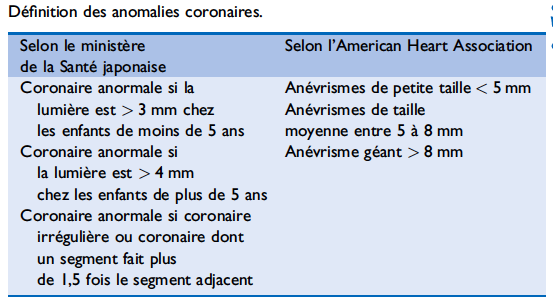 Définition des anomalies coronaires.
Selon le ministère
de la Santé japonaise
Selon l'American Heart Association
Coronaire anormale si la
lumière est > 3 mm chez
les enfants de moins de 5 ans
Coronaire anormale si
la lumière est > 4 mm
chez les enfants de plus de 5 ans
Coronaire anormale si coronaire
irrégulière ou coronaire dont
un segment fait plus
de 1,5 fois le segment adjacent
Anévrismes de petite taille < 5 mm
Anévrismes de taille
moyenne entre 5 à 8 mm
Anévrisme géant > 8 mm